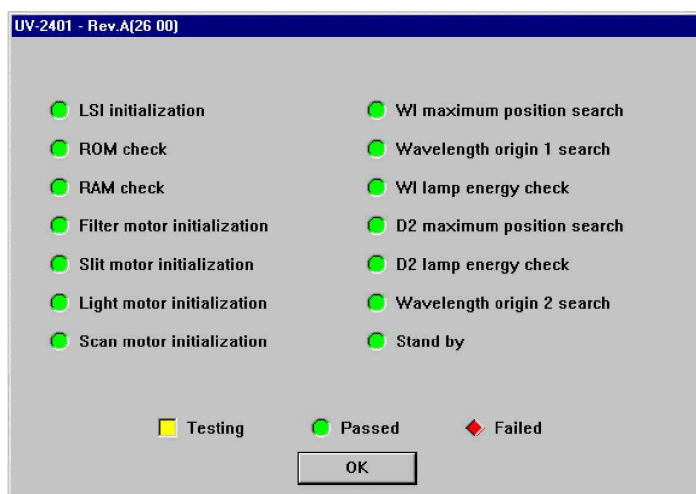 UV-2401 - Rev.A(26 00)
LSI initialization
ROM check
RAM check
Filter motor initialization
Slit motor initialization
Light motor initialization
Scan motor initialization
WI maximum position search
Wavelength origin 1 search
WI lamp energy check
D2 maximum position search
D2 lamp energy check
Wavelength origin 2 search
Stand by
Testing Passed Failed
OK